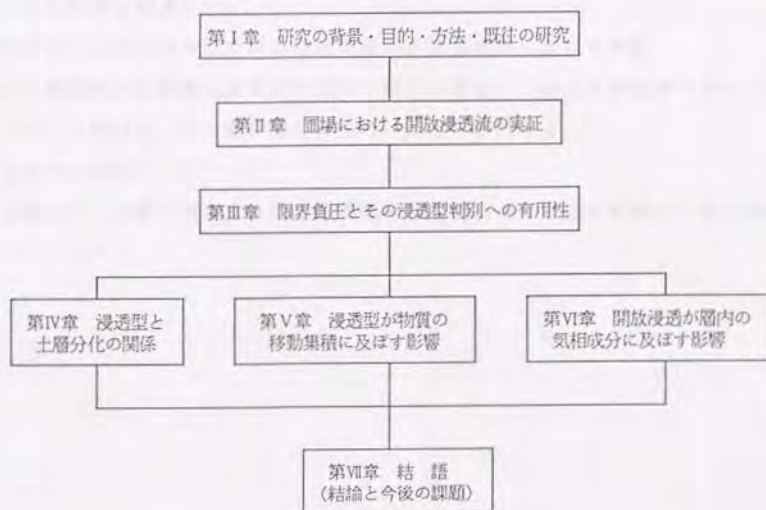 第Ⅰ章 研究の背景・目的・方法・既往の研究
第Ⅱ章 圃場における開放浸透流の実証
第Ⅲ章 限界負圧とその浸透型判別への有用性
第Ⅳ章 浸透型と
土層分化の関係
第Ⅴ章 浸透型が物質の
移動集積に及ぼす影響
第Ⅵ章 開放浸透が層内の
気相成分に及ぼす影響
第Ⅶ章 結 語
(結論と今後の課題)